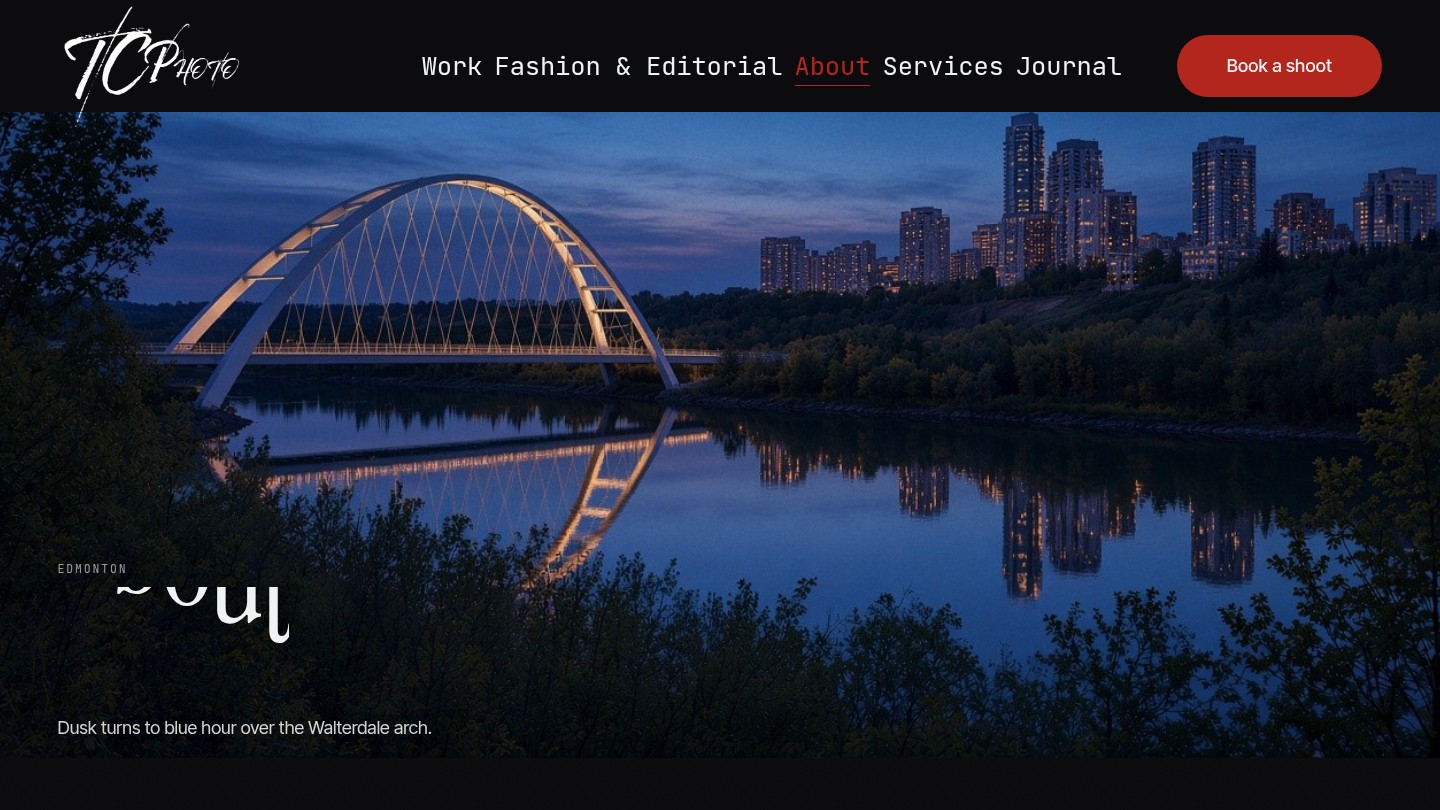 TCPHOTO
Work Fashion & Editorial About Services Journal
Book a shoot
EDMONTON
Dusk turns to blue hour over the Walterdale arch.